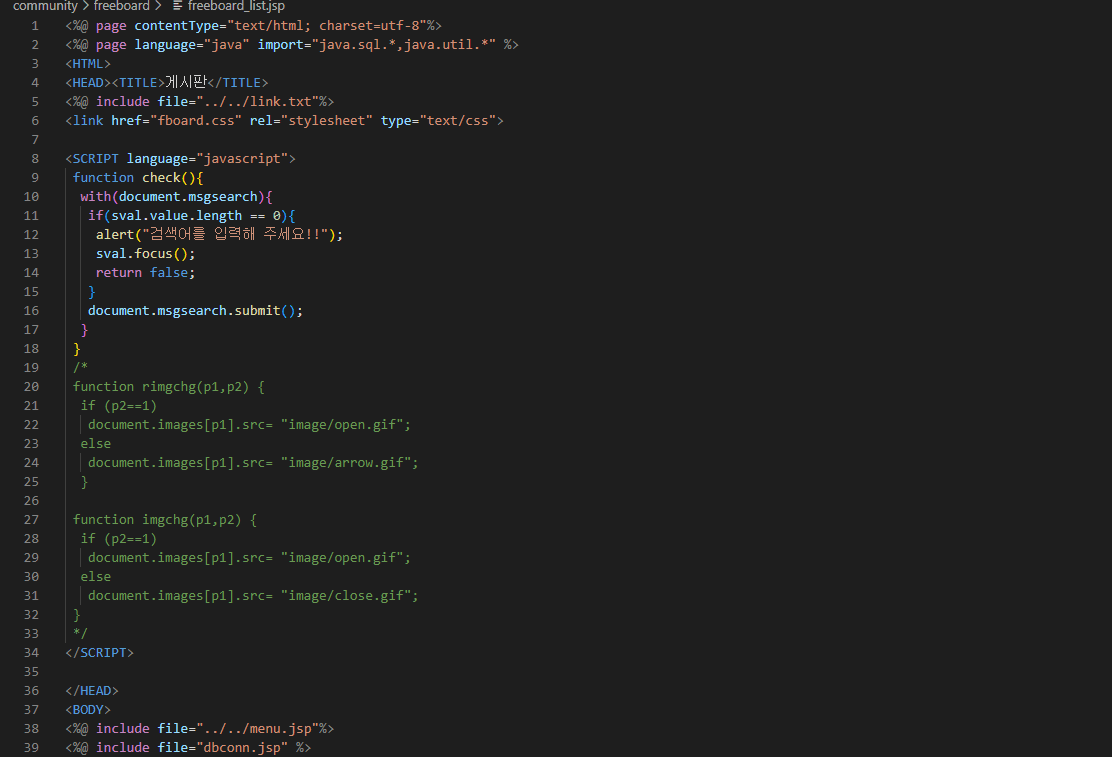 community > freeboard > freeboard_list.jsp
1 <%@ page contentType="text/html; charset=utf-8"%>
2 <%@ page language="java" import="java.sql.*,java.util.*" %>
3 <HTML>
4 <HEAD><TITLE>게시판</TITLE>
5 <%@ include file="../../link.txt"%>
6 <link href="fboard.css" rel="stylesheet" type="text/css">
7
8 <SCRIPT language="javascript">
9 function check(){
10 with(document.msgsearch){
11 if(sval.value.length == 0){
12 alert("검색어를 입력해 주세요!!");
13 sval.focus();
14 return false;
15 }
16 document.msgsearch.submit();
17 }
18 }
19 /*
20 function rimgchg(p1,p2) {
21 if (p2==1)
22 document.images[p1].src= "image/open.gif";
23 else
24 document.images[p1].src= "image/arrow.gif";
25 }
26
27 function imgchg(p1,p2) {
28 if (p2==1)
29 document.images[p1].src= "image/open.gif";
30 else
31 document.images[p1].src= "image/close.gif";
32 }
33 */
34 </SCRIPT>
35
36 </HEAD>
37 <BODY>
38 <%@ include file="../../menu.jsp"%>
39 <%@ include file="dbconn.jsp" %>